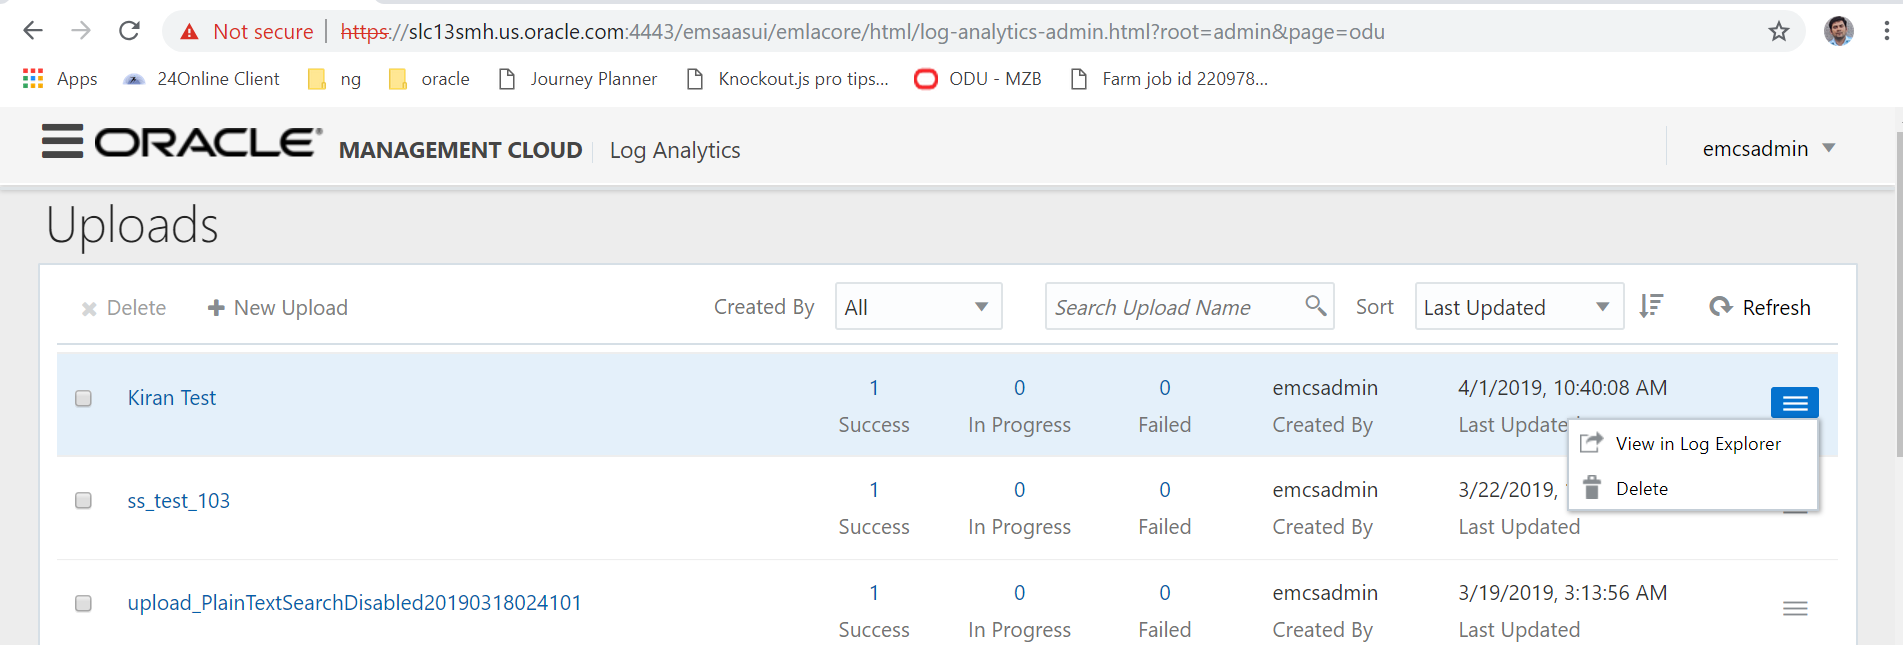 Not secure | https://slc13smh.us.oracle.com:4443/emsaasui/emlacore/html/log-analytics-admin.html?root=admin&page=odu
Apps 24Online Client ng oracle Journey Planner Knockout.js pro tips... ODU - MZB Farm job id 220978...
ORACLE® MANAGEMENT CLOUD Log Analytics emcsadmin
Uploads
Delete New Upload Created By All Search Upload Name Sort Last Updated Refresh
Kiran Test 1 0 0 emcsadmin 4/1/2019, 10:40:08 AM
Success In Progress Failed Created By Last Update
View in Log Explorer
Delete
ss_test_103 1 0 0 emcsadmin 3/22/2019,
Success In Progress Failed Created By Last Updated
upload_PlainTextSearchDisabled20190318024101 1 0 0 emcsadmin 3/19/2019, 3:13:56 AM
Success In Progress Failed Created By Last Updated